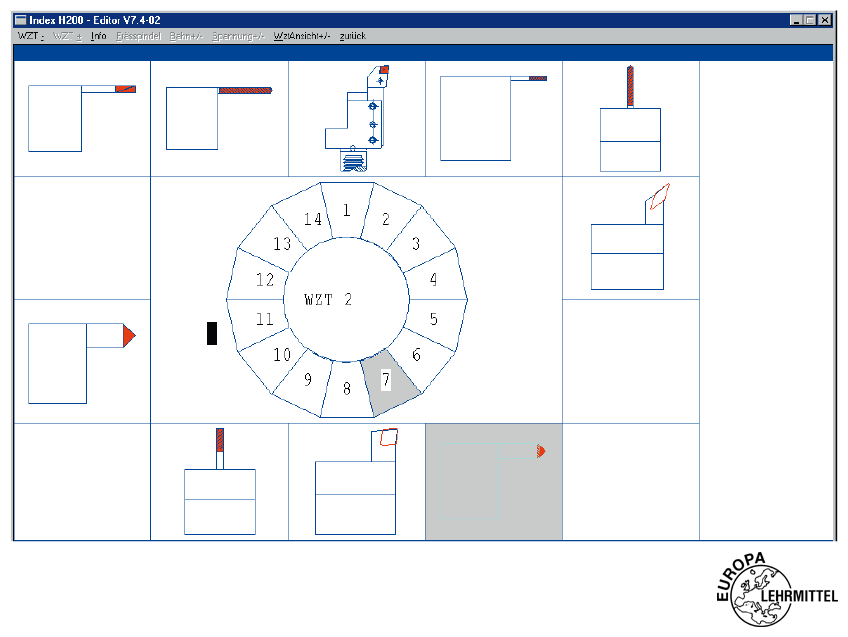 Index H200 - Editor V7.4-02
WZT - WZT + Info Frässpindel Bahn+/- Spannung+/- WztAnsicht+/- zurück
1
14
2
13
3
12
4
WZT 2
11
5
10
6
9
7
8
EUROPA
LEHRMITTEL